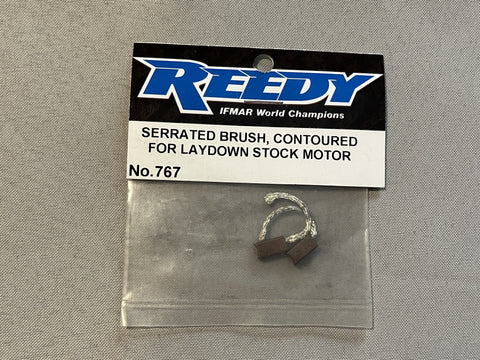 REEDY
IFMAR World Champions
SERRATED BRUSH, CONTOURED
FOR LAYDOWN STOCK MOTOR
No.767